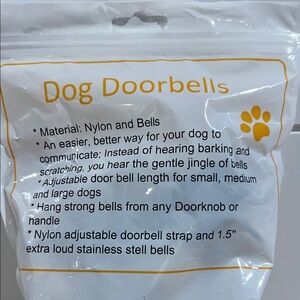 Dog Doorbells
* Material: Nylon and Bells
* An easier, better way for your dog to
communicate; Instead of hearing barking and
scratching, you hear the gentle jingle of bells
*Adjustable door bell length for small, medium
and large dogs
* Hang strong bells from any Doorknob or
handle
* Nylon adjustable doorbell strap and 1.5"
extra loud stainless stell bells